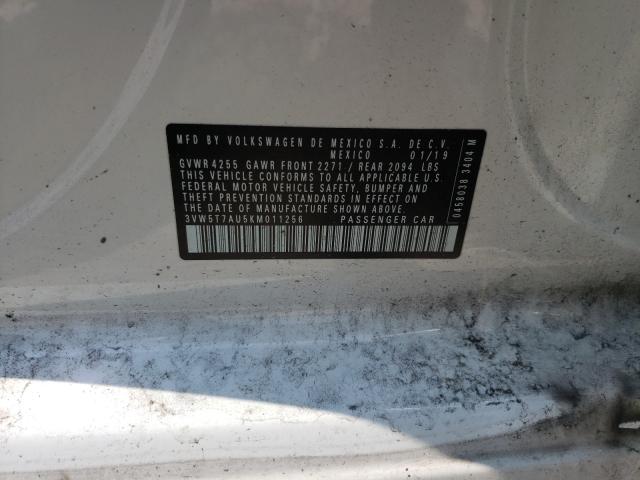 MFD BY VOLKSWAGEN DE MEXICO S.A. DE C.V.
MEXICO 01/19
GVWR 4255 GAWR FRONT 2271 / REAR 2094 LBS
THIS VEHICLE CONFORMS TO ALL APPLICABLE U.S.
FEDERAL MOTOR VEHICLE SAFETY, BUMPER AND
THEFT PREVENTION STANDARDS IN EFFECT ON
THE DATE OF MANUFACTURE SHOWN ABOVE.
3VW5T7AU5KM011256 PASSENGER CAR
0458038 3404 M